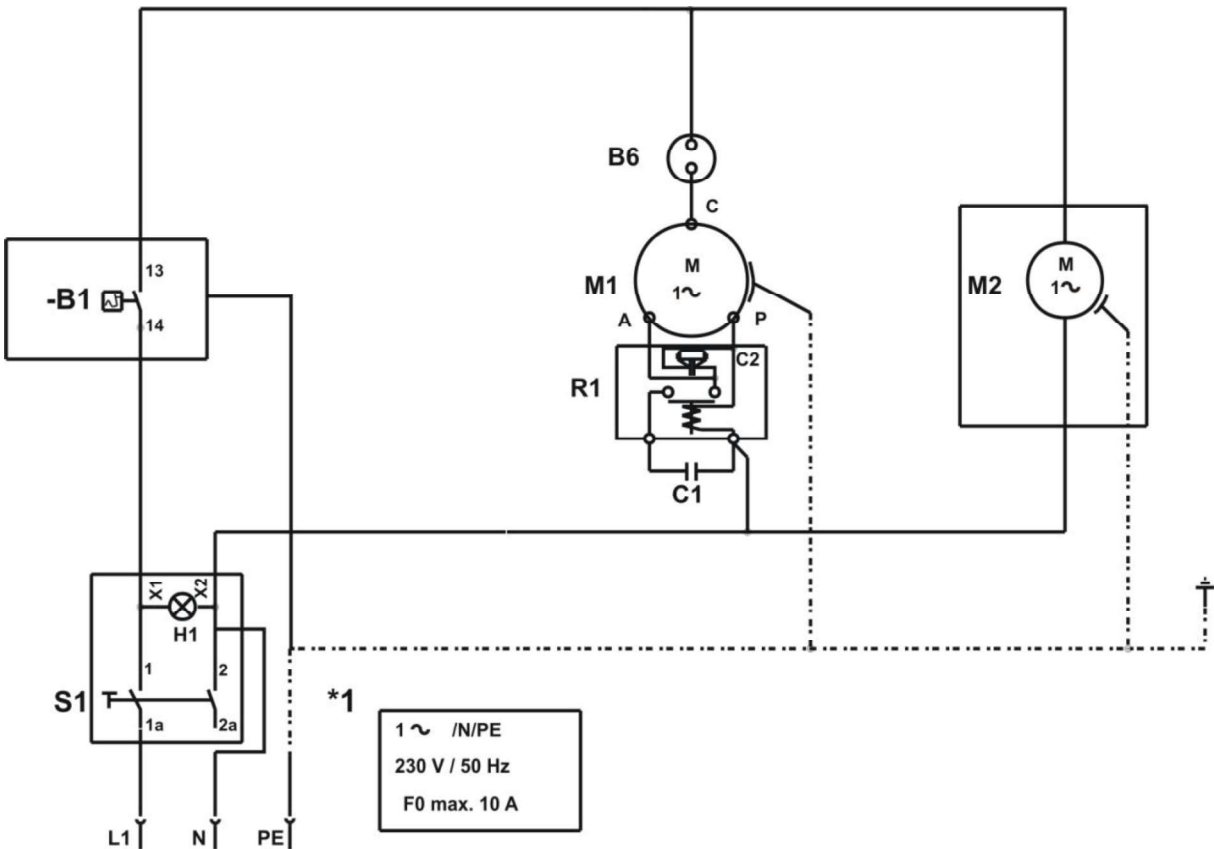 B6
C
13
-B1
14
M
1~
M1
A
P
C2
R1
C1
M
1~
M2
X1
X2
H1
1
2
S1
1a
2a
*1
1 ~ /N/PE
230 V / 50 Hz
F0 max. 10 A
L1
N
PE